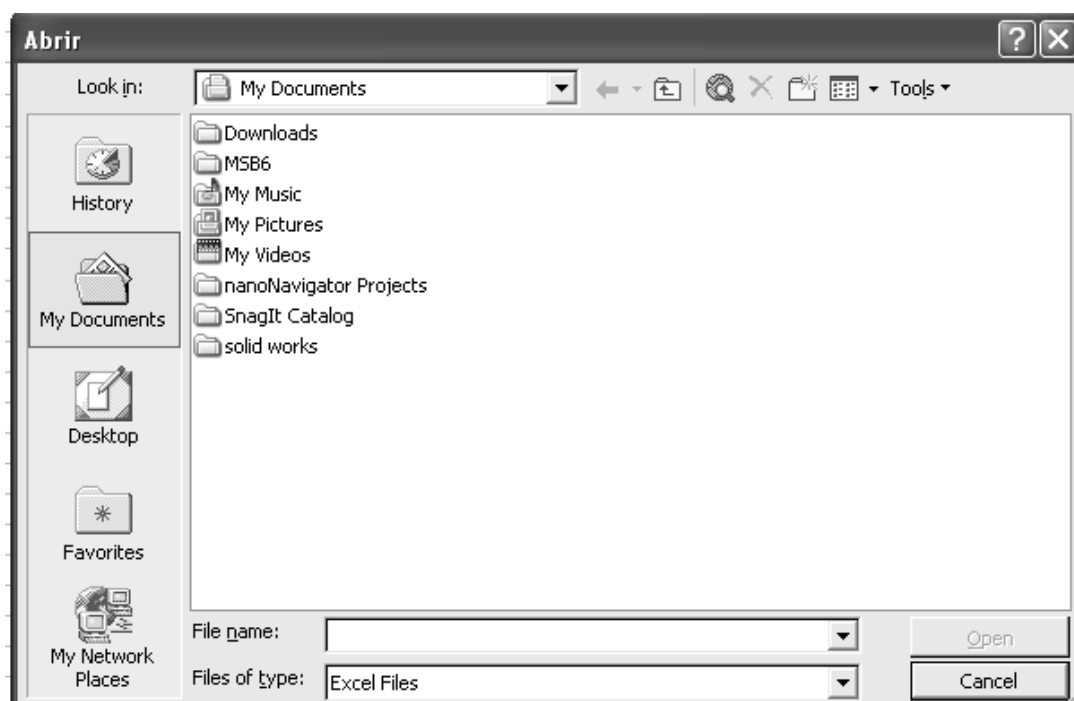 Abrir
Look in:
My Documents
Tools
History
My Documents
Desktop
Favorites
My Network
Places
Downloads
MSB6
My Music
My Pictures
My Videos
nanoNavigator Projects
SnagIt Catalog
solid works
File name:
Open
Files of type:
Excel Files
Cancel